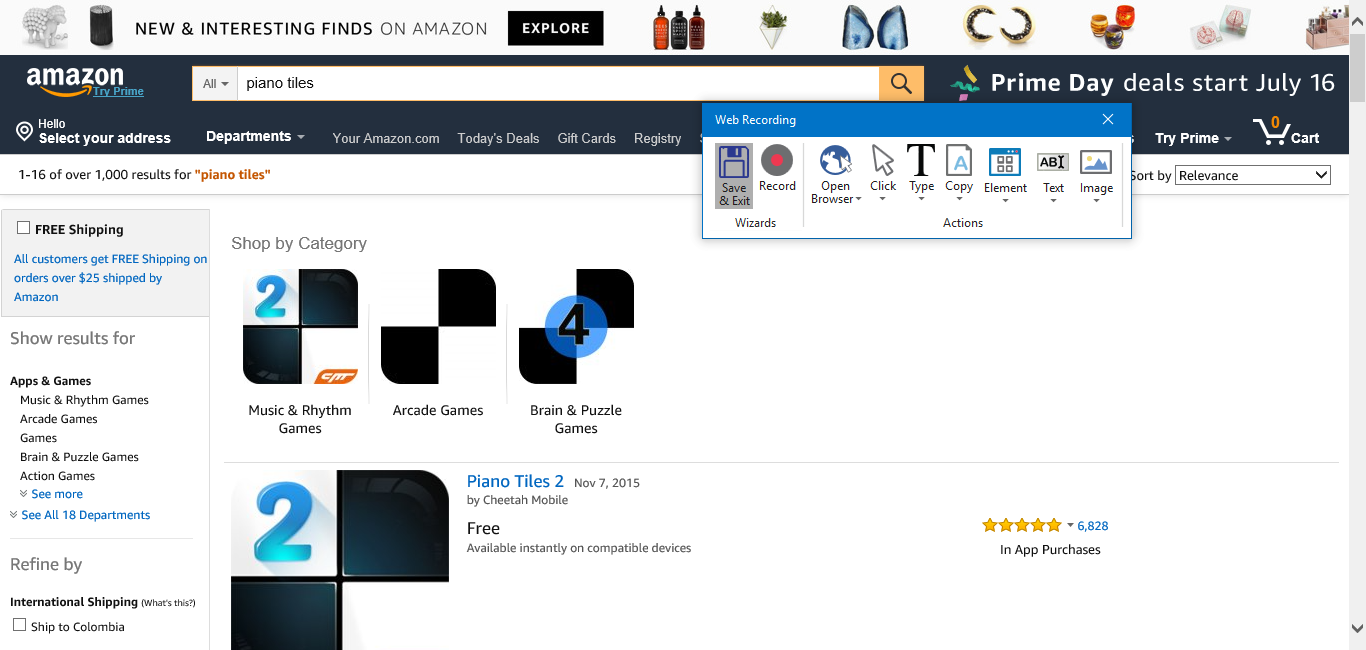 NEW & INTERESTING FINDS ON AMAZON EXPLORE
amazon
Try Prime
All piano tiles
Prime Day deals start July 16
Hello
Select your address
Departments Your Amazon.com Today's Deals Gift Cards Registry
Try Prime 0 Cart
1-16 of over 1,000 results for "piano tiles"
Sort by Relevance
Web Recording
Save
& Exit
Record
Open
Browser
Click
Type
Copy
Element
Text
Image
AB
A
Wizards
Actions
FREE Shipping
All customers get FREE Shipping on
orders over $25 shipped by
Amazon
Show results for
Apps & Games
Music & Rhythm Games
Arcade Games
Games
Brain & Puzzle Games
Action Games
See more
See All 18 Departments
Refine by
International Shipping (What's this?)
Ship to Colombia
Shop by Category
2
cm
4
Music & Rhythm
Games
Arcade Games
Brain & Puzzle
Games
2
Piano Tiles 2 Nov 7, 2015
by Cheetah Mobile
Free
Available instantly on compatible devices
6,828
In App Purchases